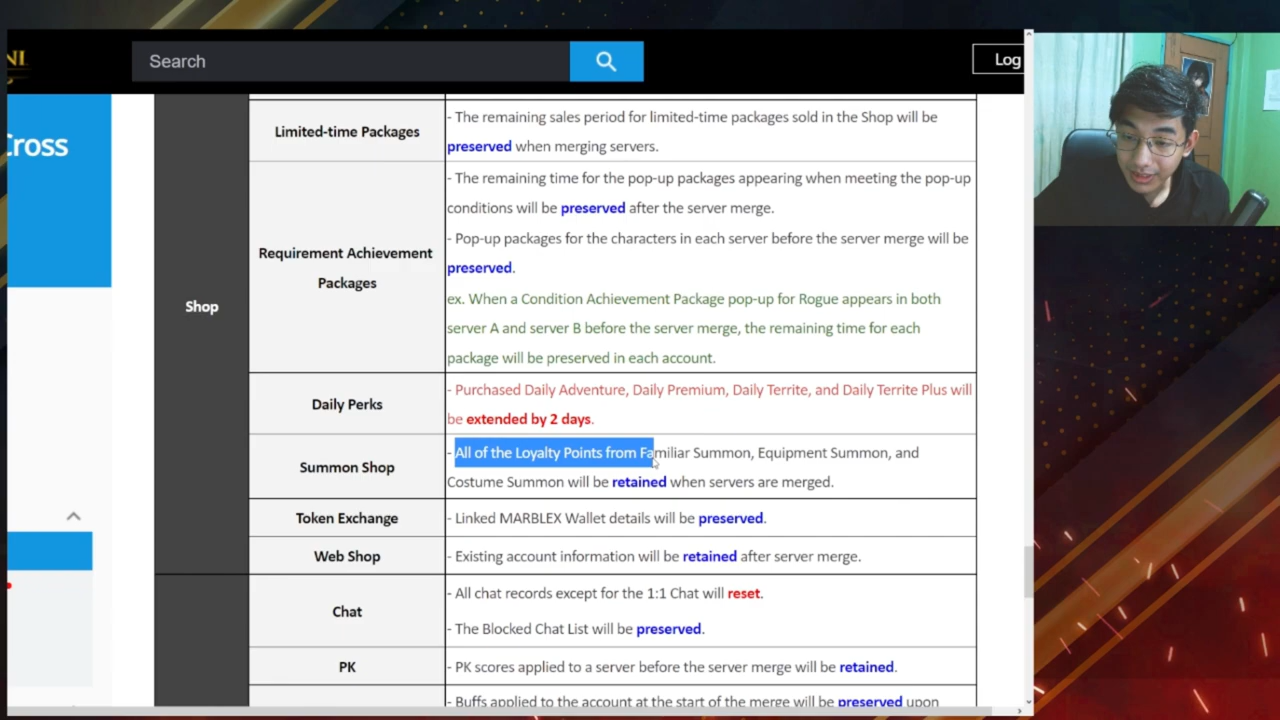 NI
Search
Log
Cross
Shop
Limited-time Packages
- The remaining sales period for limited-time packages sold in the Shop will be
preserved when merging servers.
Requirement Achievement
Packages
- The remaining time for the pop-up packages appearing when meeting the pop-up
conditions will be preserved after the server merge.
- Pop-up packages for the characters in each server before the server merge will be
preserved.
ex. When a Condition Achievement Package pop-up for Rogue appears in both
server A and server B before the server merge, the remaining time for each
package will be preserved in each account.
Daily Perks
- Purchased Daily Adventure, Daily Premium, Daily Territe, and Daily Territe Plus will
be extended by 2 days.
Summon Shop
- All of the Loyalty Points from Familiar Summon, Equipment Summon, and
Costume Summon will be retained when servers are merged.
Token Exchange
- Linked MARBLEX Wallet details will be preserved.
Web Shop
- Existing account information will be retained after server merge.
Chat
- All chat records except for the 1:1 Chat will reset.
- The Blocked Chat List will be preserved.
PK
- PK scores applied to a server before the server merge will be retained.
- Buffs applied to the account at the start of the merge will be preserved upon